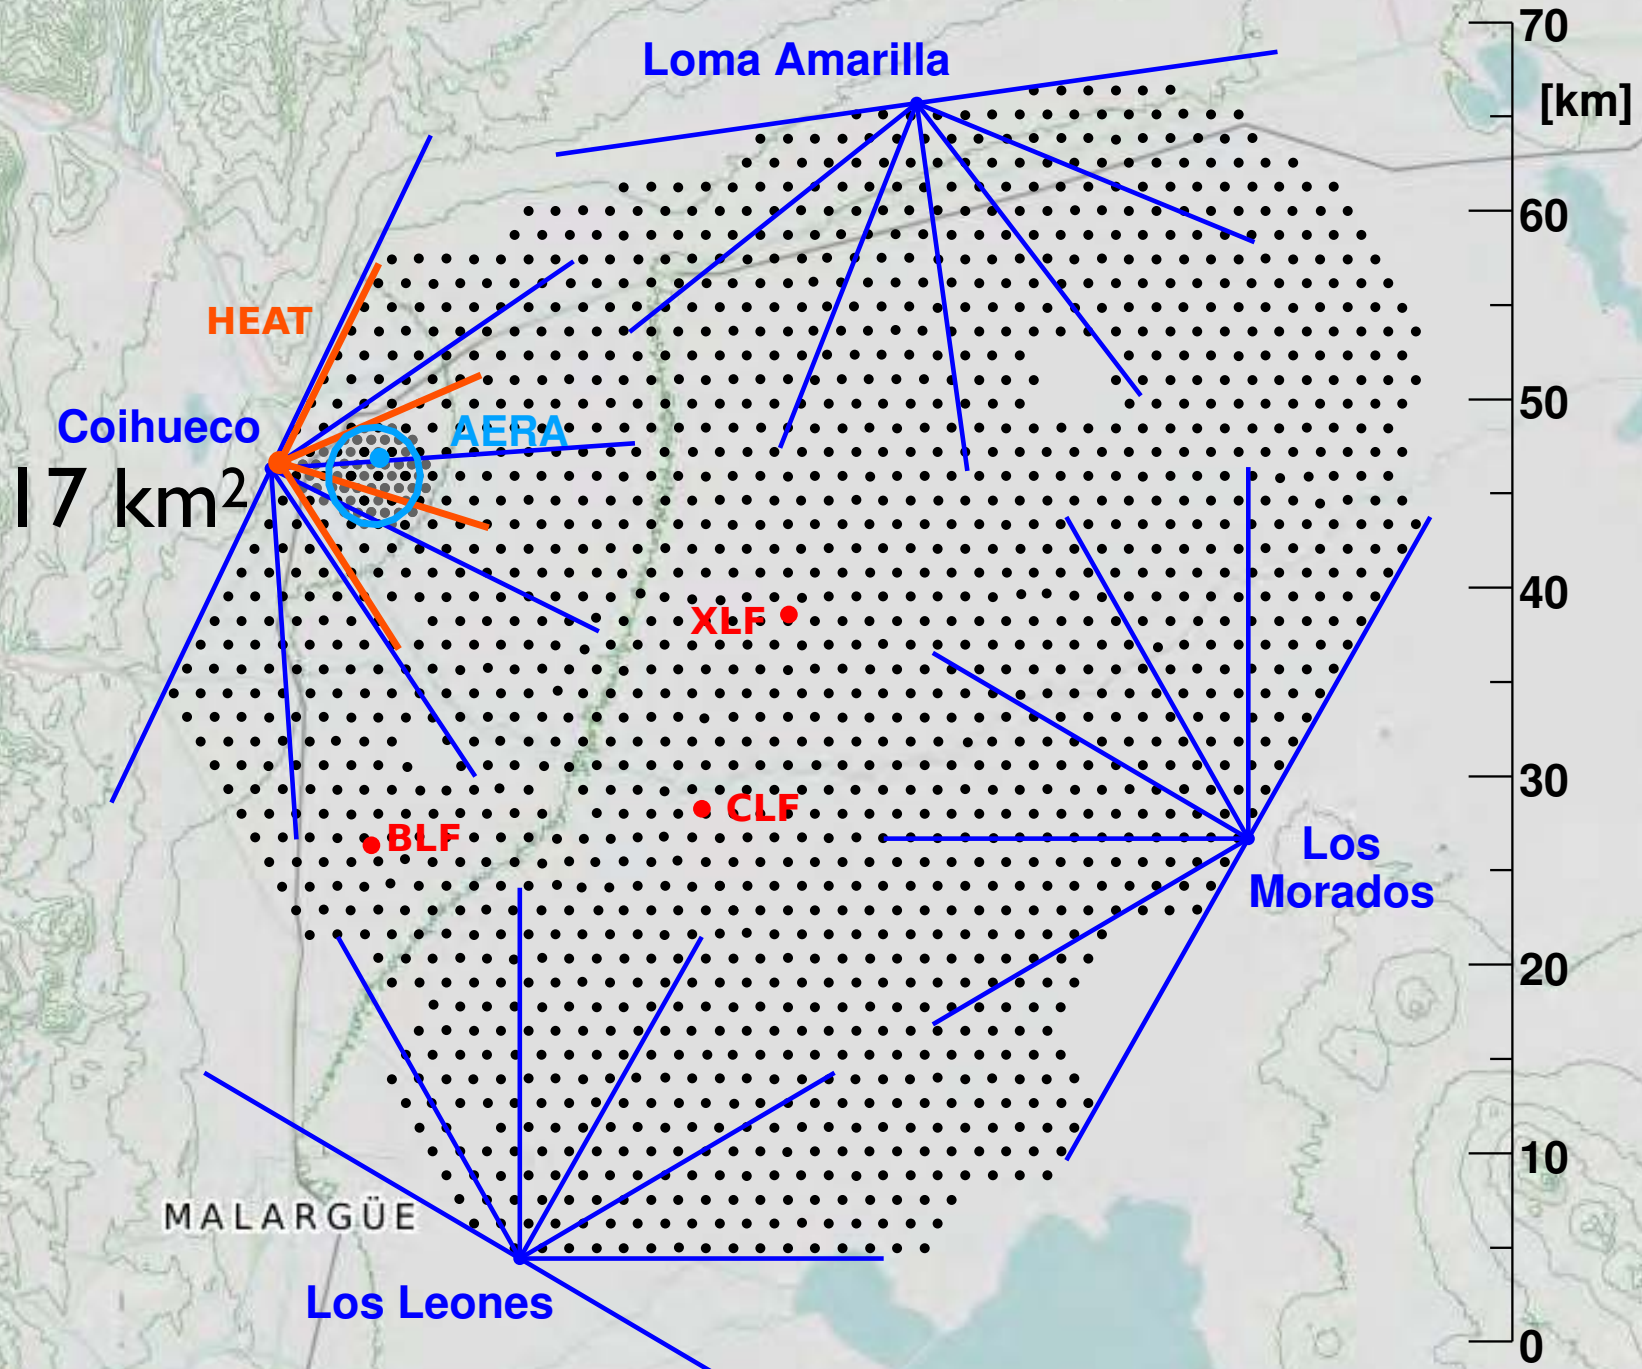 70
Loma Amarilla
[km]
60
HEAT
50
Coihueco
AERA
17 km²
40
XLF
30
CLF
BLF
Los
Morados
20
10
MALARGÜE
Los Leones
0